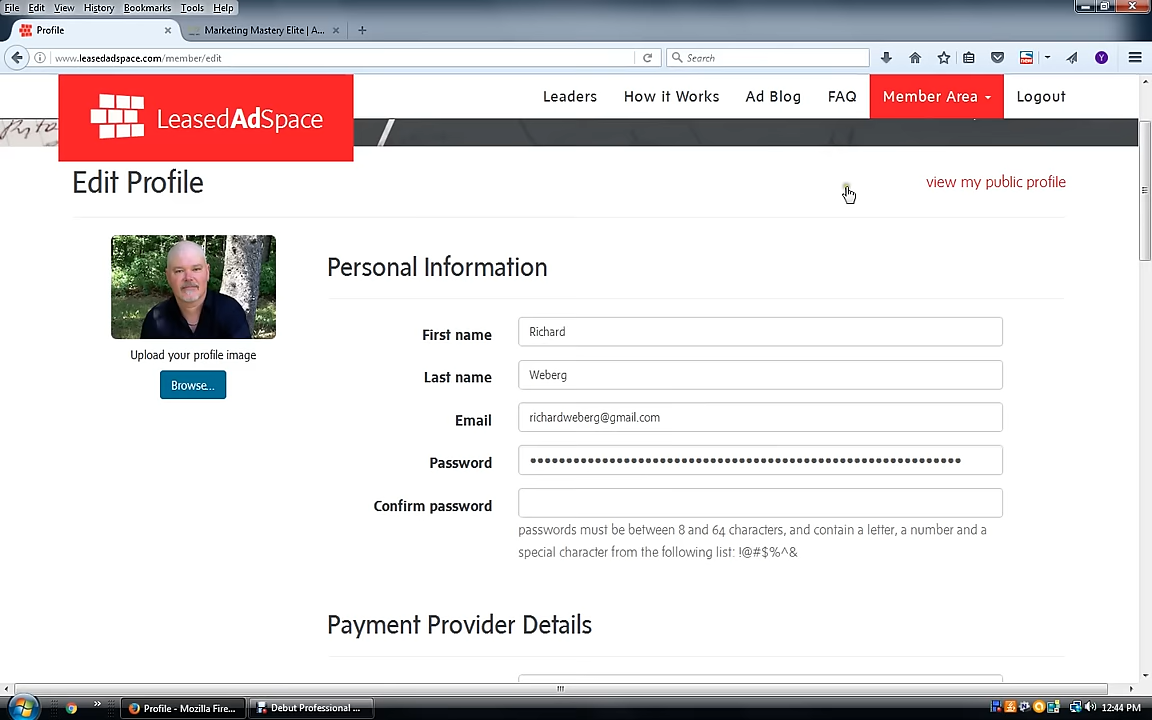 File Edit View History Bookmarks Tools Help
Profile
Marketing Mastery Elite | A...
www.leasedadspace.com/member/edit
Search
LeasedAdSpace
Leaders How it Works Ad Blog FAQ Member Area Logout
Edit Profile
view my public profile
Upload your profile image
Browse...
Personal Information
First name Richard
Last name Weberg
Email richardweberg@gmail.com
Password
Confirm password
passwords must be between 8 and 64 characters, and contain a letter, a number and a
special character from the following list: !@#$%^&
Payment Provider Details
Profile - Mozilla Fire...
Debut Professional ...
12:44 PM